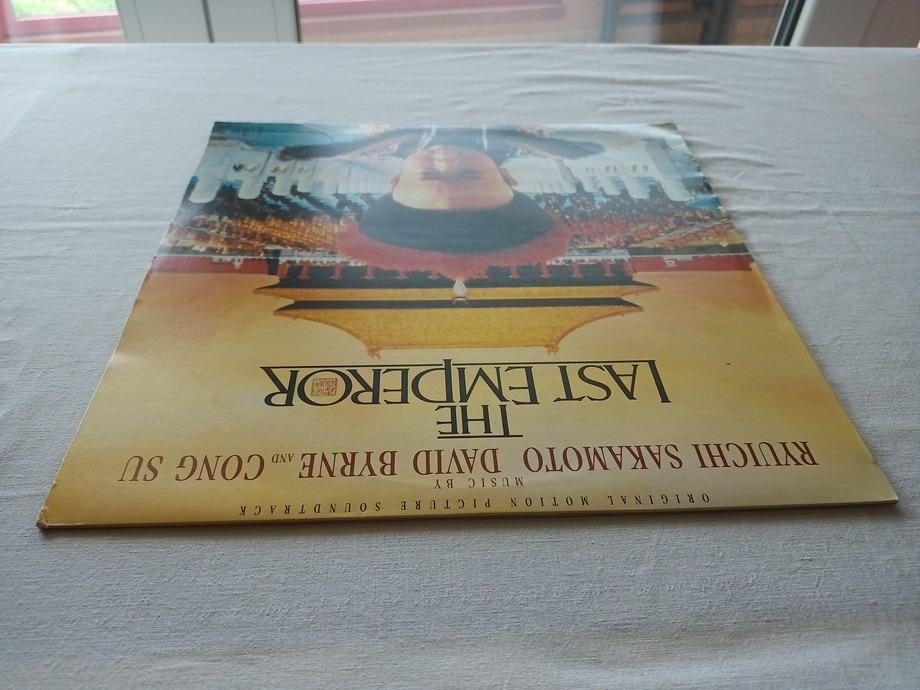 ORIGINAL MOTION PICTURE SOUNDTRACK
MUSIC BY
RYUICHI SAKAMOTO DAVID BYRNE AND CONG SU
THE
LAST EMPEROR